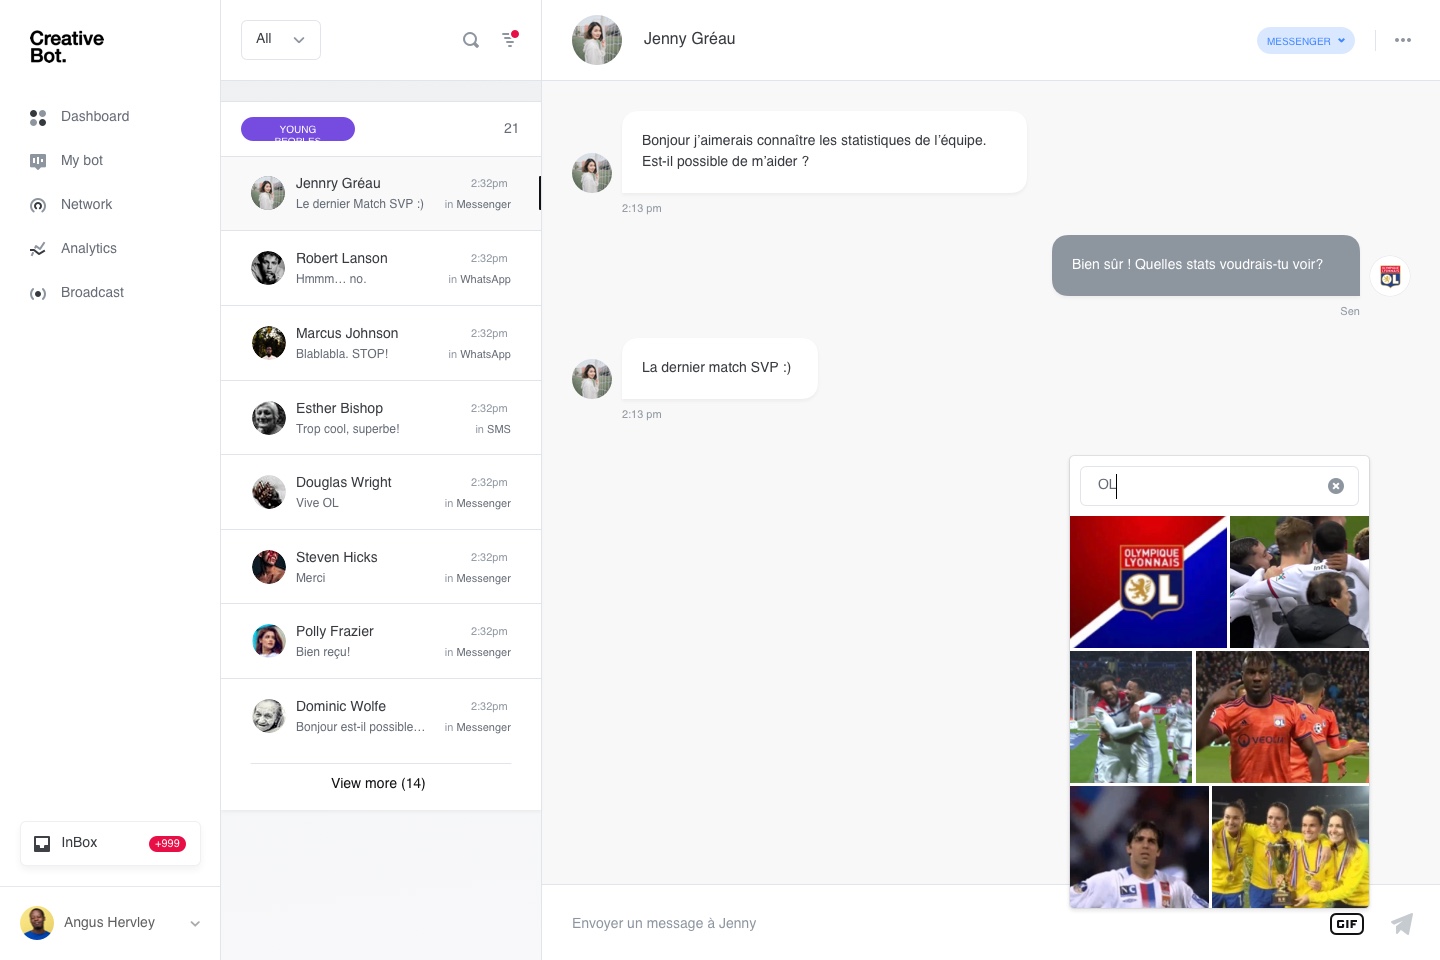 Creative
Bot.
Dashboard
My bot
Network
Analytics
Broadcast
InBox
+999
Angus Hervley
All
YOUNG
PEOPLES
21
Jennry Gréau
2:32pm
Le dernier Match SVP :)
in Messenger
Robert Lanson
2:32pm
Hmmm... no.
in WhatsApp
Marcus Johnson
2:32pm
Blablabla. STOP!
in WhatsApp
Esther Bishop
2:32pm
Trop cool, superbe!
in SMS
Douglas Wright
2:32pm
Vive OL
in Messenger
Steven Hicks
2:32pm
Merci
in Messenger
Polly Frazier
2:32pm
Bien reçu!
in Messenger
Dominic Wolfe
2:32pm
Bonjour est-il possible...
in Messenger
View more (14)
Jenny Gréau
MESSENGER
Bonjour j'aimerais connaître les statistiques de l'équipe.
Est-il possible de m'aider ?
2:13 pm
Bien sûr ! Quelles stats voudrais-tu voir?
OL
Sen
La dernier match SVP :)
2:13 pm
OL
OLYMPIQUE
LYONNAIS
OL
OL
Envoyer un message à Jenny
GIF